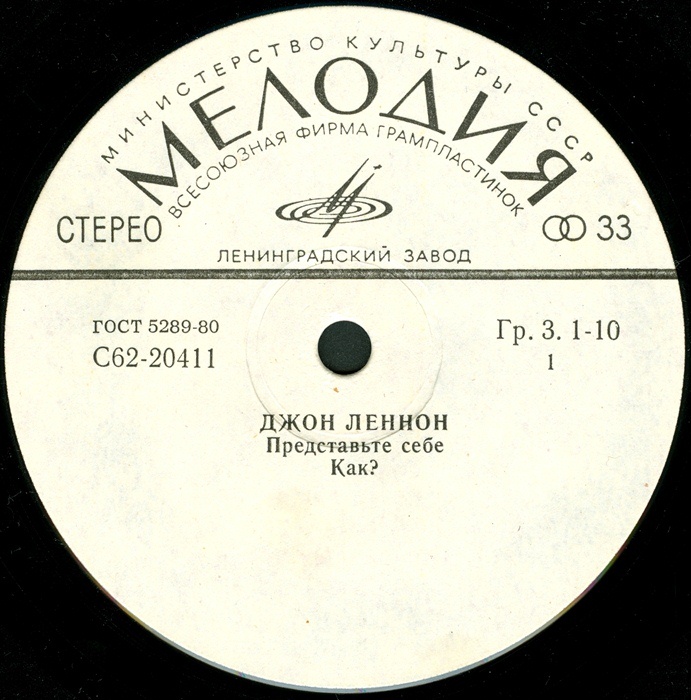 МИНИСТЕРСТВО КУЛЬТУРЫ СССР
МЕЛОДИЯ
ВСЕСОЮЗНАЯ ФИРМА ГРАМПЛАСТИНОК
СТЕРЕО
33
ЛЕНИНГРАДСКИЙ ЗАВОД
ГОСТ 5289-80
С62-20411
Гр. 3. 1-10
1
ДЖОН ЛЕННОН
Представьте себе
Как?